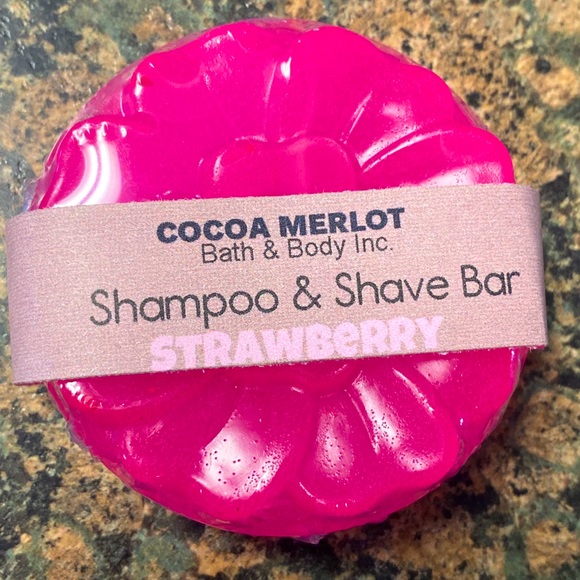 COCOA MERLOT
Bath & Body Inc.
Shampoo & Shave Bar
STRAWBERRY